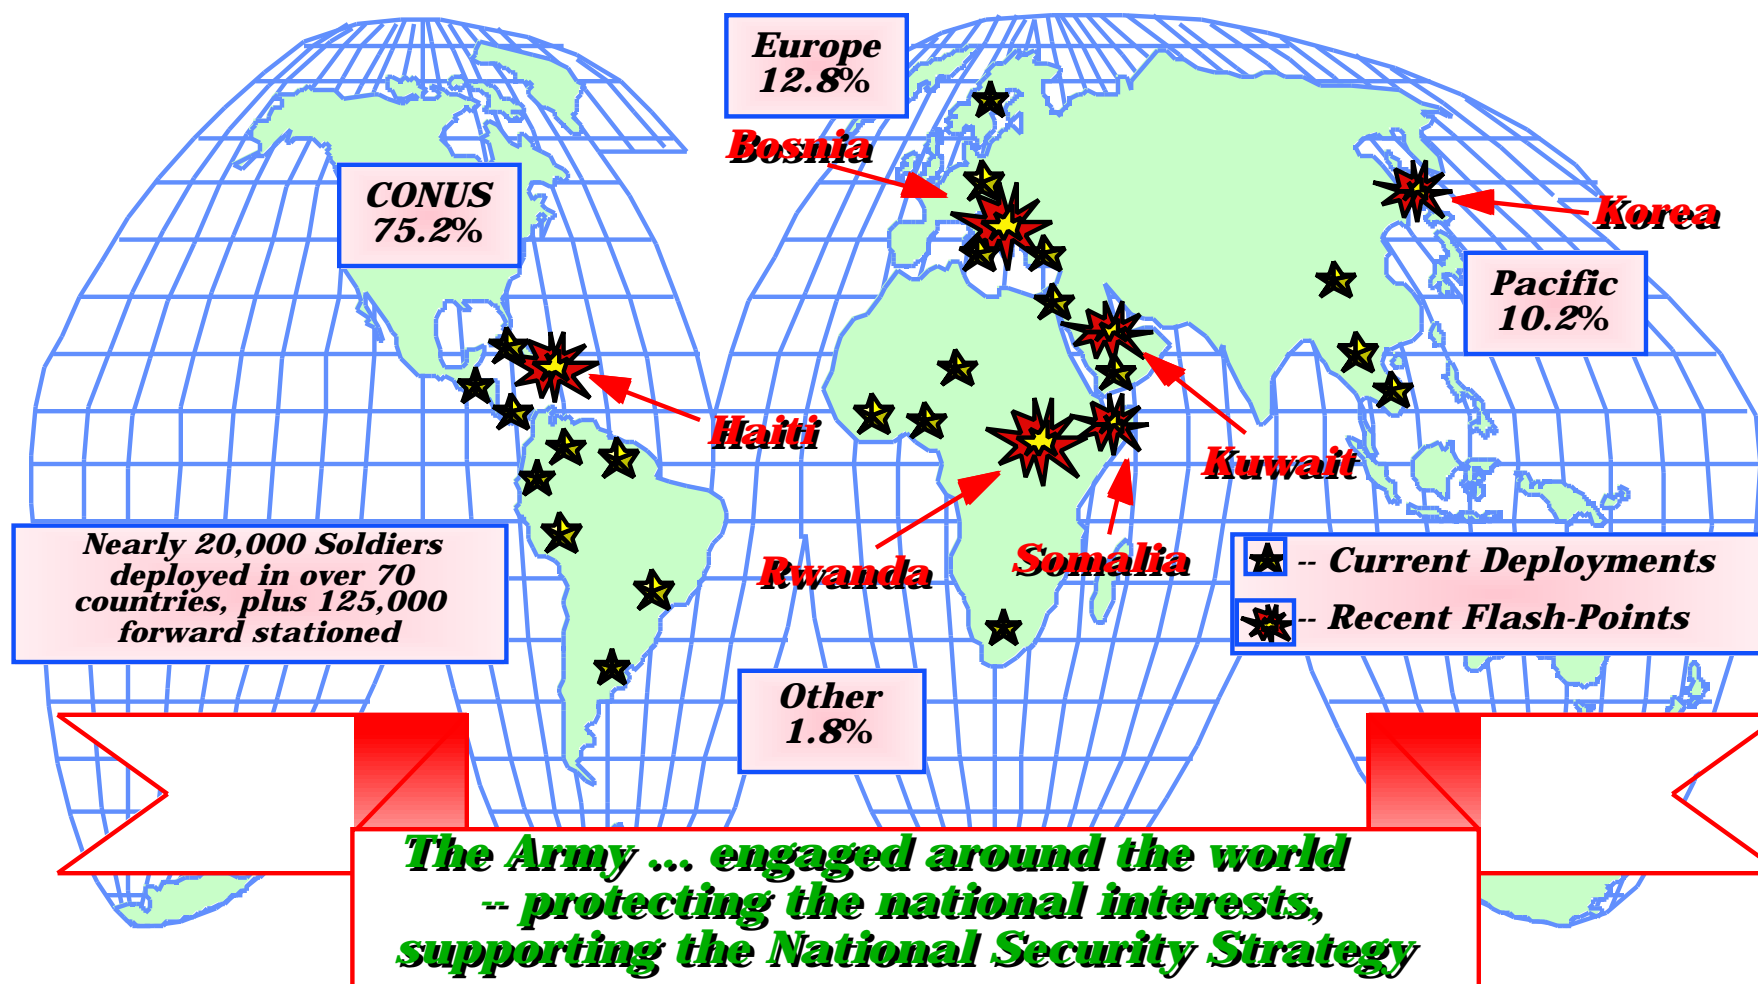 Europe
12.8%
Bosnia
CONUS
75.2%
Korea
Pacific
10.2%
Haiti
Kuwait
Rwanda
Somalia
Nearly 20,000 Soldiers
deployed in over 70
countries, plus 125,000
forward stationed
-- Current Deployments
-- Recent Flash-Points
Other
1.8%
The Army ... engaged around the world
-- protecting the national interests,
supporting the National Security Strategy